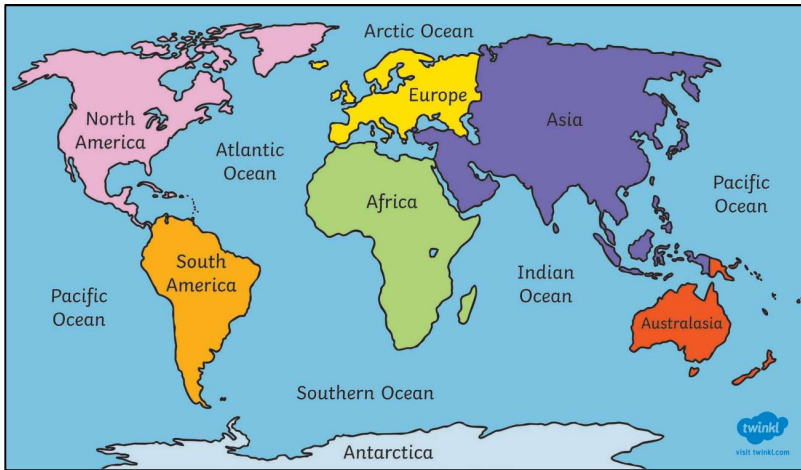 Arctic Ocean
North
America
Europe
Asia
Atlantic
Ocean
Africa
Pacific
Ocean
South
America
Indian
Ocean
Pacific
Ocean
Australasia
Southern Ocean
Antarctica
twinkl
visit twinkl.com